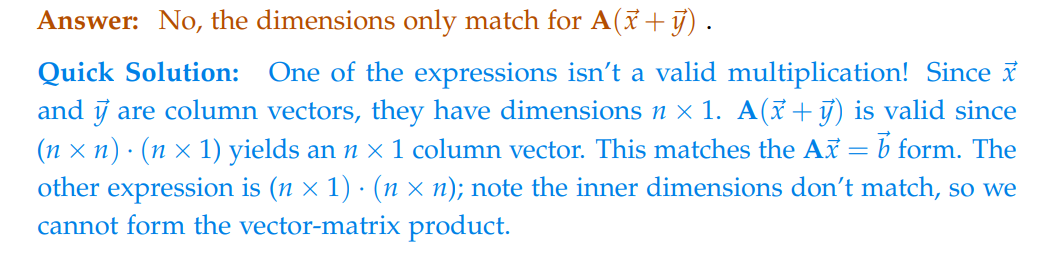 Answer: No, the dimensions only match for A(x⃗ + y⃗) .
Quick Solution: One of the expressions isn't a valid multiplication! Since x⃗
and y⃗ are column vectors, they have dimensions n × 1. A(x⃗ + y⃗) is valid since
(n × n) · (n × 1) yields an n × 1 column vector. This matches the Ax⃗ = b⃗ form. The
other expression is (n × 1) · (n × n); note the inner dimensions don't match, so we
cannot form the vector-matrix product.